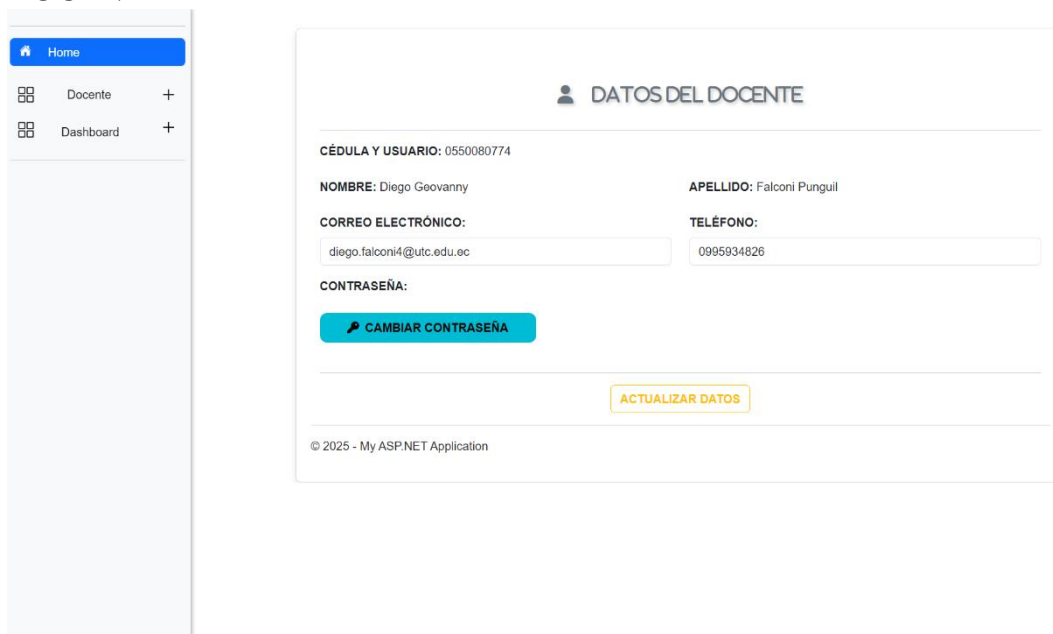 Home
Docente
Dashboard
DATOS DEL DOCENTE
CÉDULA Y USUARIO: 0550080774
NOMBRE: Diego Geovanny
APELLIDO: Falconi Punguil
CORREO ELECTRÓNICO:
TELÉFONO:
diego.falconi4@utc.edu.ec
0995934826
CONTRASEÑA:
CAMBIAR CONTRASEÑA
ACTUALIZAR DATOS
© 2025 - My ASP.NET Application